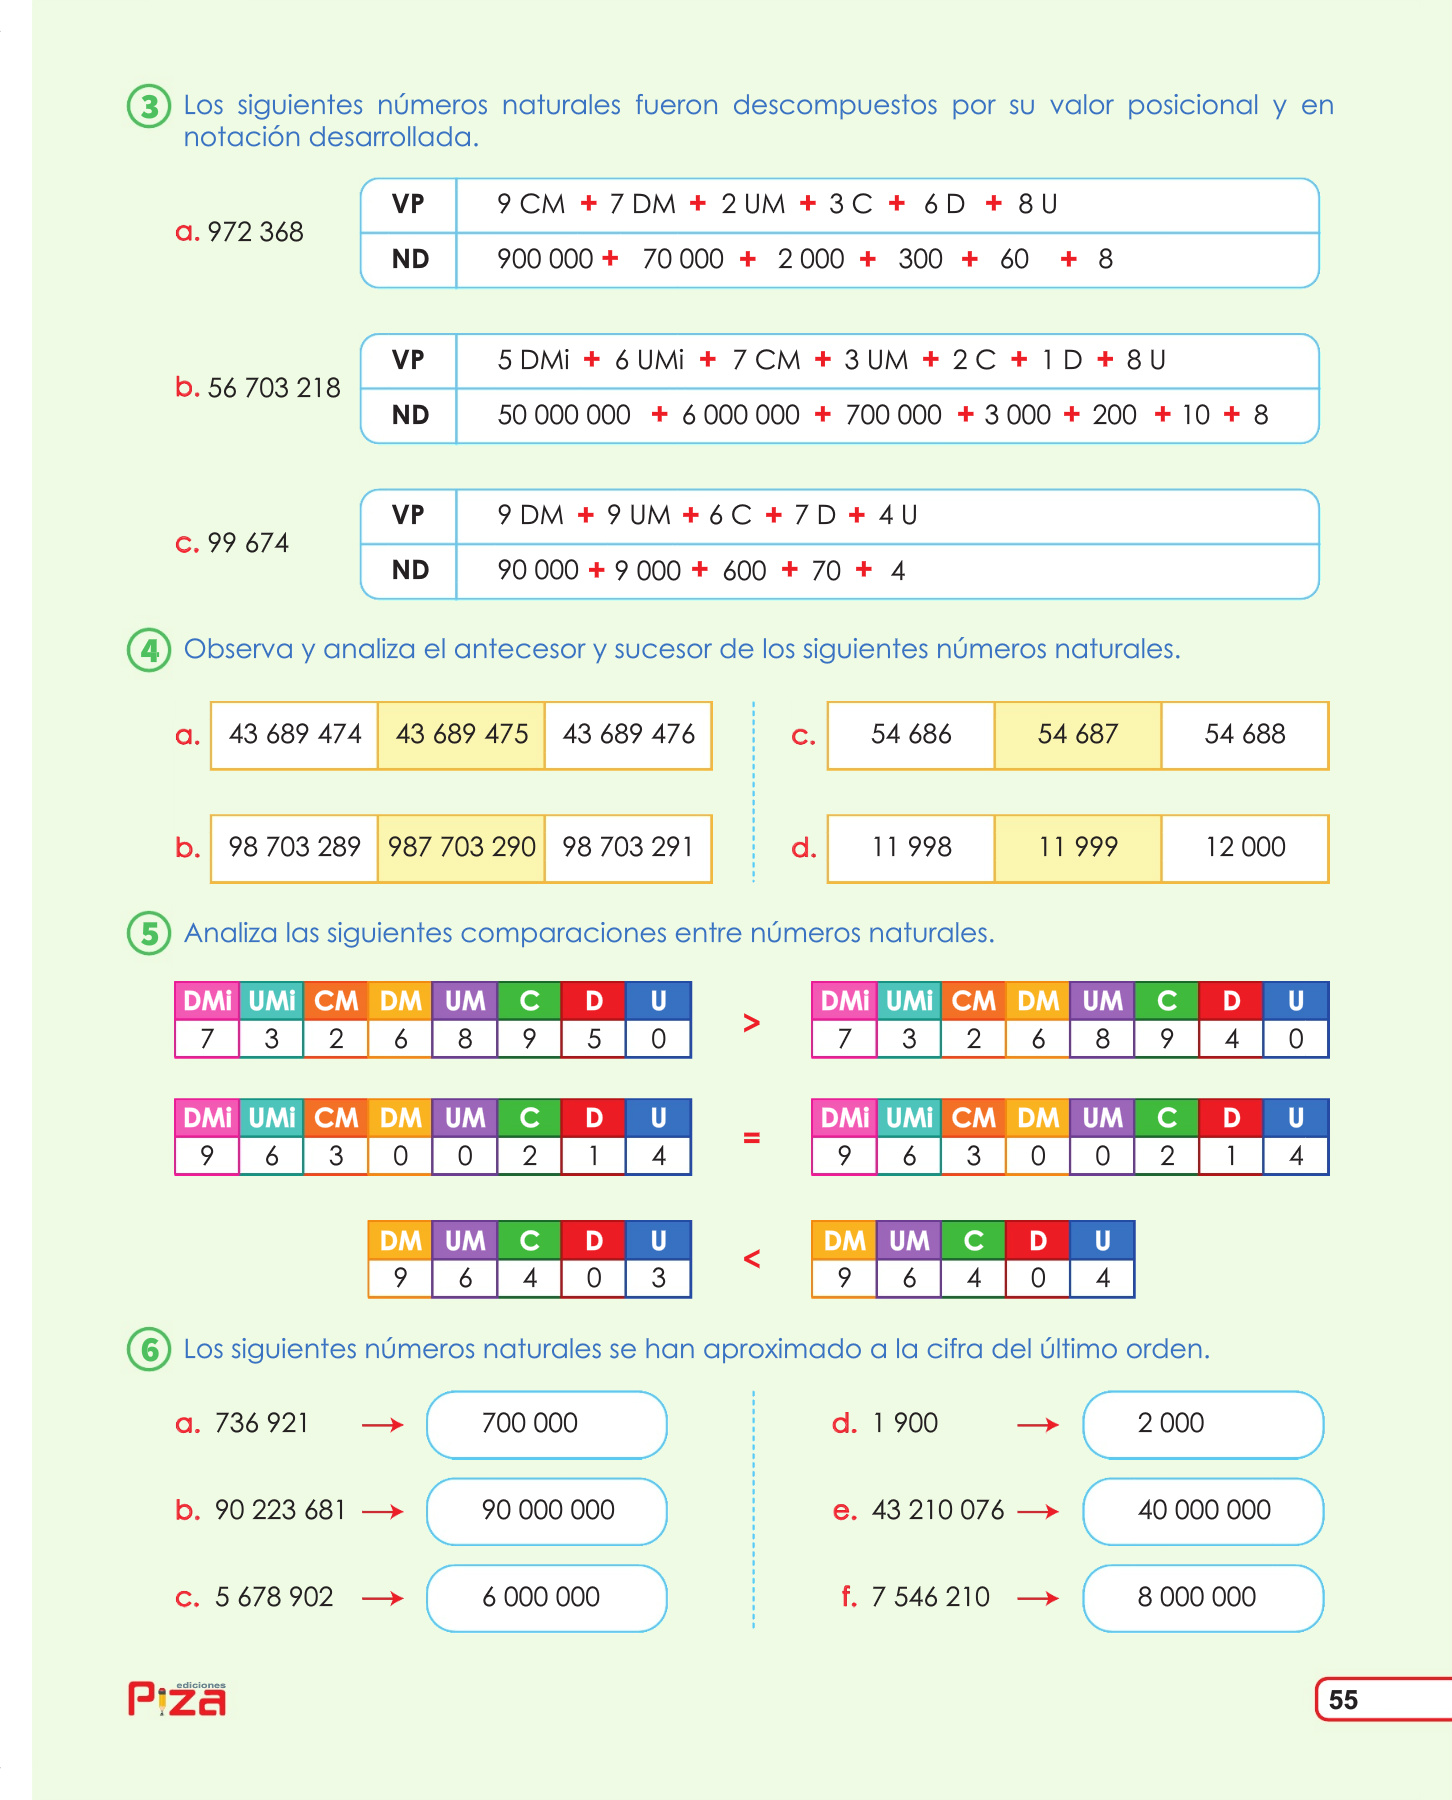 3 Los siguientes números naturales fueron descompuestos por su valor posicional y en
notación desarrollada.
a. 972 368
VP 9 CM + 7 DM + 2 UM + 3 C + 6 D + 8 U
ND 900 000 + 70 000 + 2 000 + 300 + 60 + 8
b. 56 703 218
VP 5 DMi + 6 UMi + 7 CM + 3 UM + 2 C + 1 D + 8 U
ND 50 000 000 + 6 000 000 + 700 000 + 3 000 + 200 + 10 + 8
c. 99 674
VP 9 DM + 9 UM + 6 C + 7 D + 4 U
ND 90 000 + 9 000 + 600 + 70 + 4
4 Observa y analiza el antecesor y sucesor de los siguientes números naturales.
a. 43 689 474 43 689 475 43 689 476
b. 98 703 289 987 703 290 98 703 291
c. 54 686 54 687 54 688
d. 11 998 11 999 12 000
5 Analiza las siguientes comparaciones entre números naturales.
DMi UMi CM DM UM C D U DMi UMi CM DM UM C D U
7 3 2 6 8 9 5 0 > 7 3 2 6 8 9 4 0
DMi UMi CM DM UM C D U DMi UMi CM DM UM C D U
9 6 3 0 0 2 1 4 = 9 6 3 0 0 2 1 4
DM UM C D U DM UM C D U
9 6 4 0 3 < 9 6 4 0 4
6 Los siguientes números naturales se han aproximado a la cifra del último orden.
a. 736 921 → 700 000
b. 90 223 681 → 90 000 000
c. 5 678 902 → 6 000 000
d. 1 900 → 2 000
e. 43 210 076 → 40 000 000
f. 7 546 210 → 8 000 000
ediciones
Piza
55